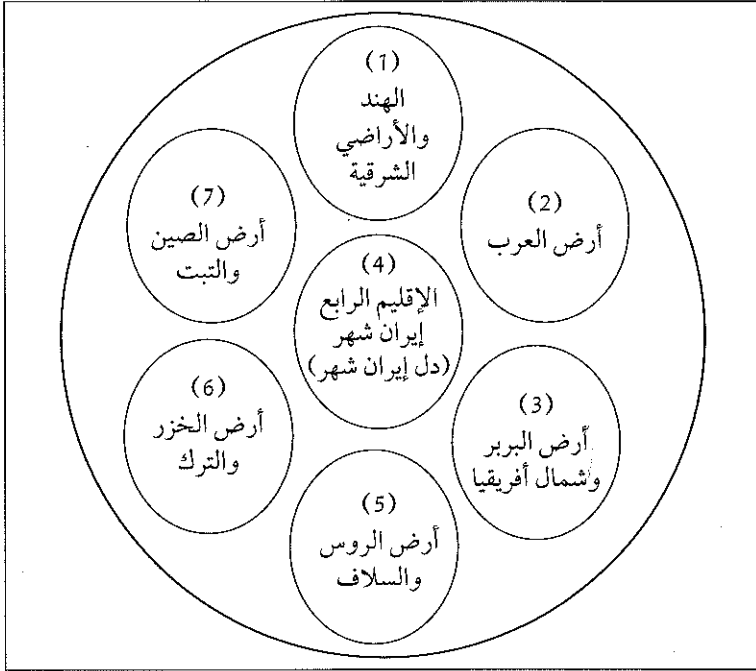 (1)
الهند
والأراضي
الشرقية
(2)
أرض العرب
(3)
أرض البربر
وشمال أفريقيا
(4)
الإقليم الرابع
إيران شهر
(دل إيران شهر)
(5)
أرض الروس
والسلاف
(6)
أرض الخزر
والترك
(7)
أرض الصين
والتبت